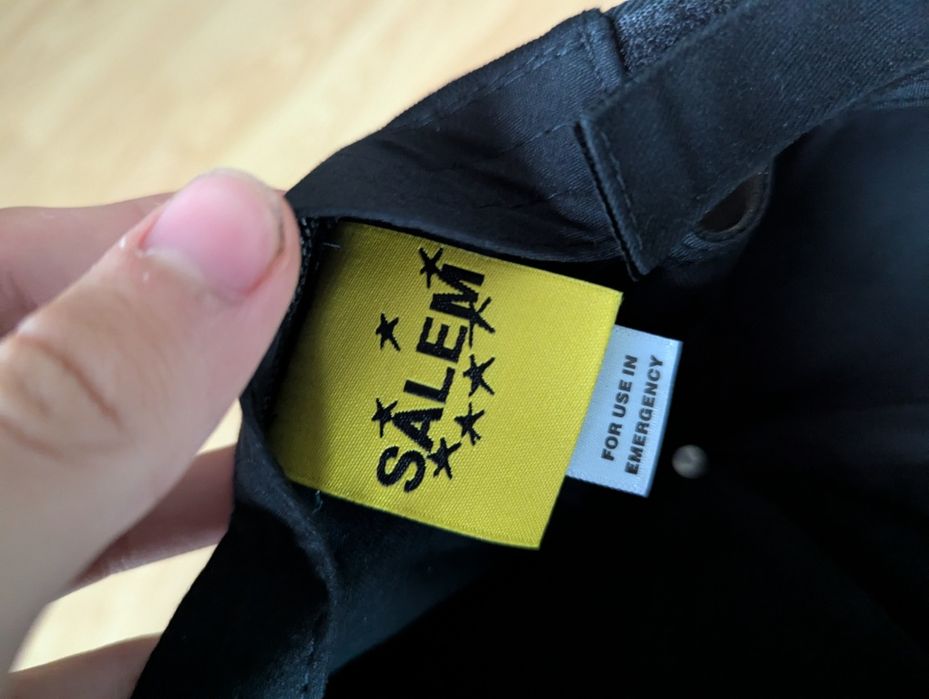 SALEM
FOR USE IN
EMERGENCY